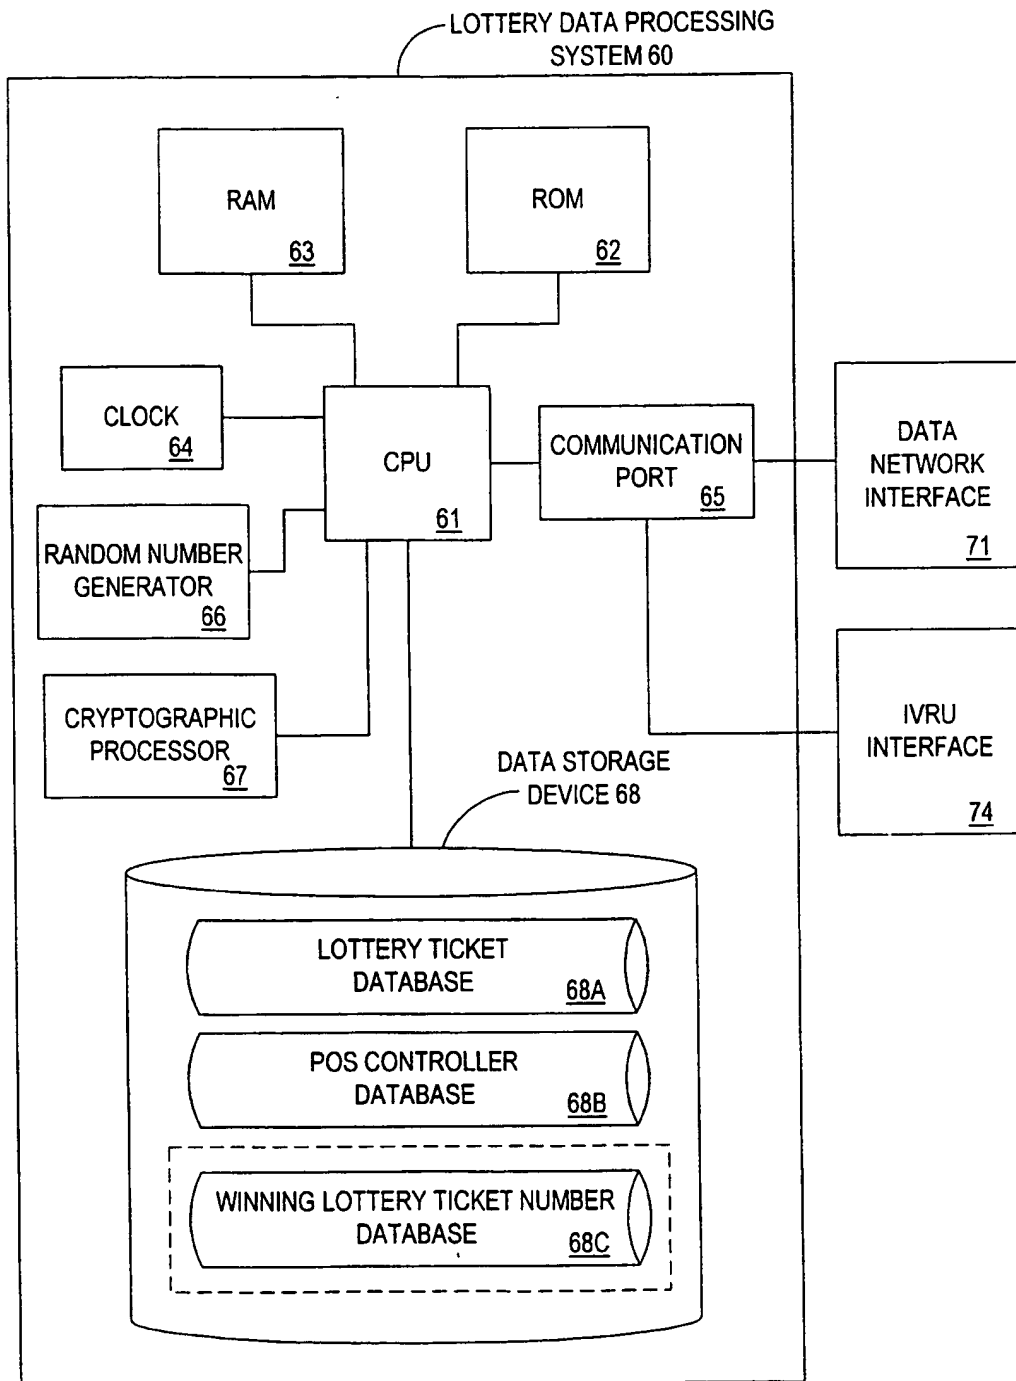 LOTTERY DATA PROCESSING
SYSTEM 60
RAM
63
ROM
62
CLOCK
64
CPU
61
COMMUNICATION
PORT
65
DATA
NETWORK
INTERFACE
71
RANDOM NUMBER
GENERATOR
66
IVRU
INTERFACE
74
CRYPTOGRAPHIC
PROCESSOR
67
DATA STORAGE
DEVICE 68
LOTTERY TICKET
DATABASE
68A
POS CONTROLLER
DATABASE
68B
WINNING LOTTERY TICKET NUMBER
DATABASE
68C